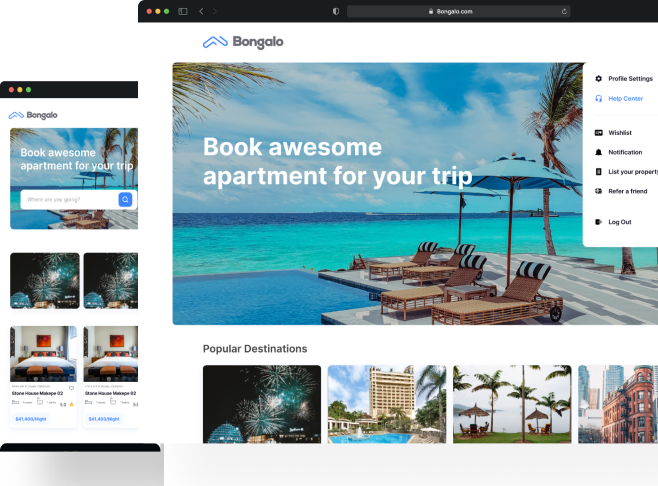 Bongalo.com
Bongalo
Book awesome
apartment for your trip
Profile Settings
Help Center
Wishlist
Notification
List your property
Refer a friend
Log Out
Popular Destinations
Bongalo
Book awesome
apartment for your trip
Where are you going?
Stone House Makepe 02
5.0
$41,400/Night
Stone House Makepe 02
$41,400/Night